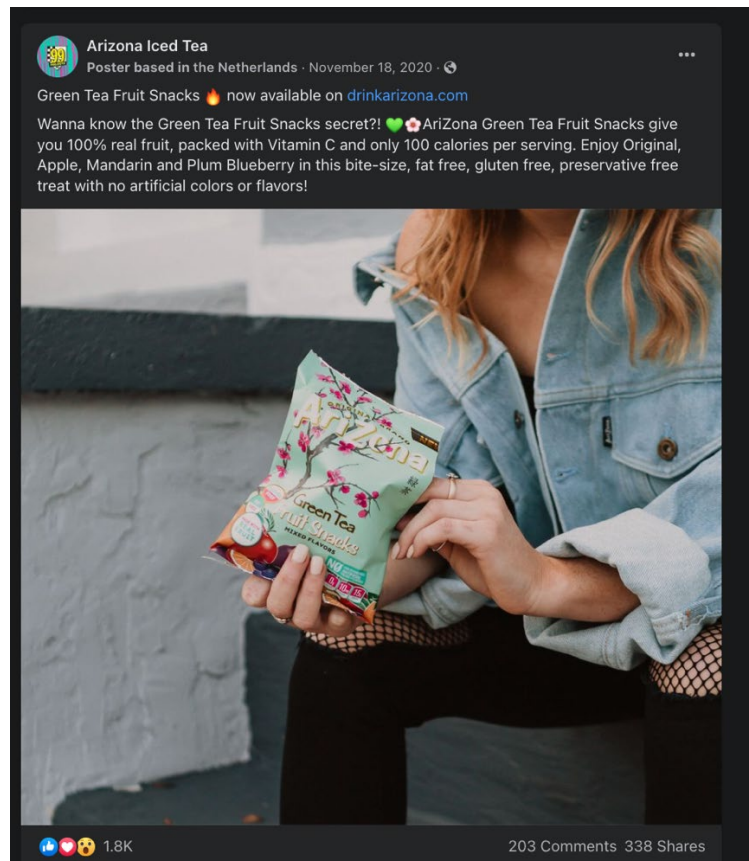 Arizona Iced Tea
Poster based in the Netherlands · November 18, 2020 ·
Green Tea Fruit Snacks 🔥 now available on drinkarizona.com
Wanna know the Green Tea Fruit Snacks secret?! 💚🌸AriZona Green Tea Fruit Snacks give
you 100% real fruit, packed with Vitamin C and only 100 calories per serving. Enjoy Original,
Apple, Mandarin and Plum Blueberry in this bite-size, fat free, gluten free, preservative free
treat with no artificial colors or flavors!
AriZona
緑茶
Green Tea
Fruit Snacks
MIXED FLAVORS
NO
1.8K
203 Comments 338 Shares